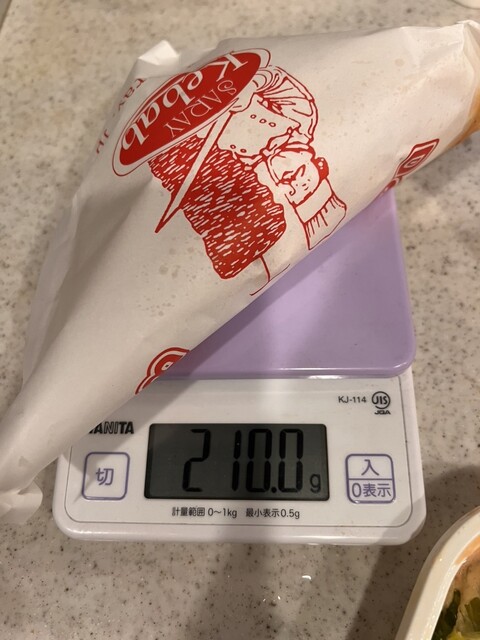 SARAY
Kebab
KJ-114
JIS
JQA
TANITA
210.0g
切
入
0表示
計量範囲 0〜1kg 最小表示0.5g